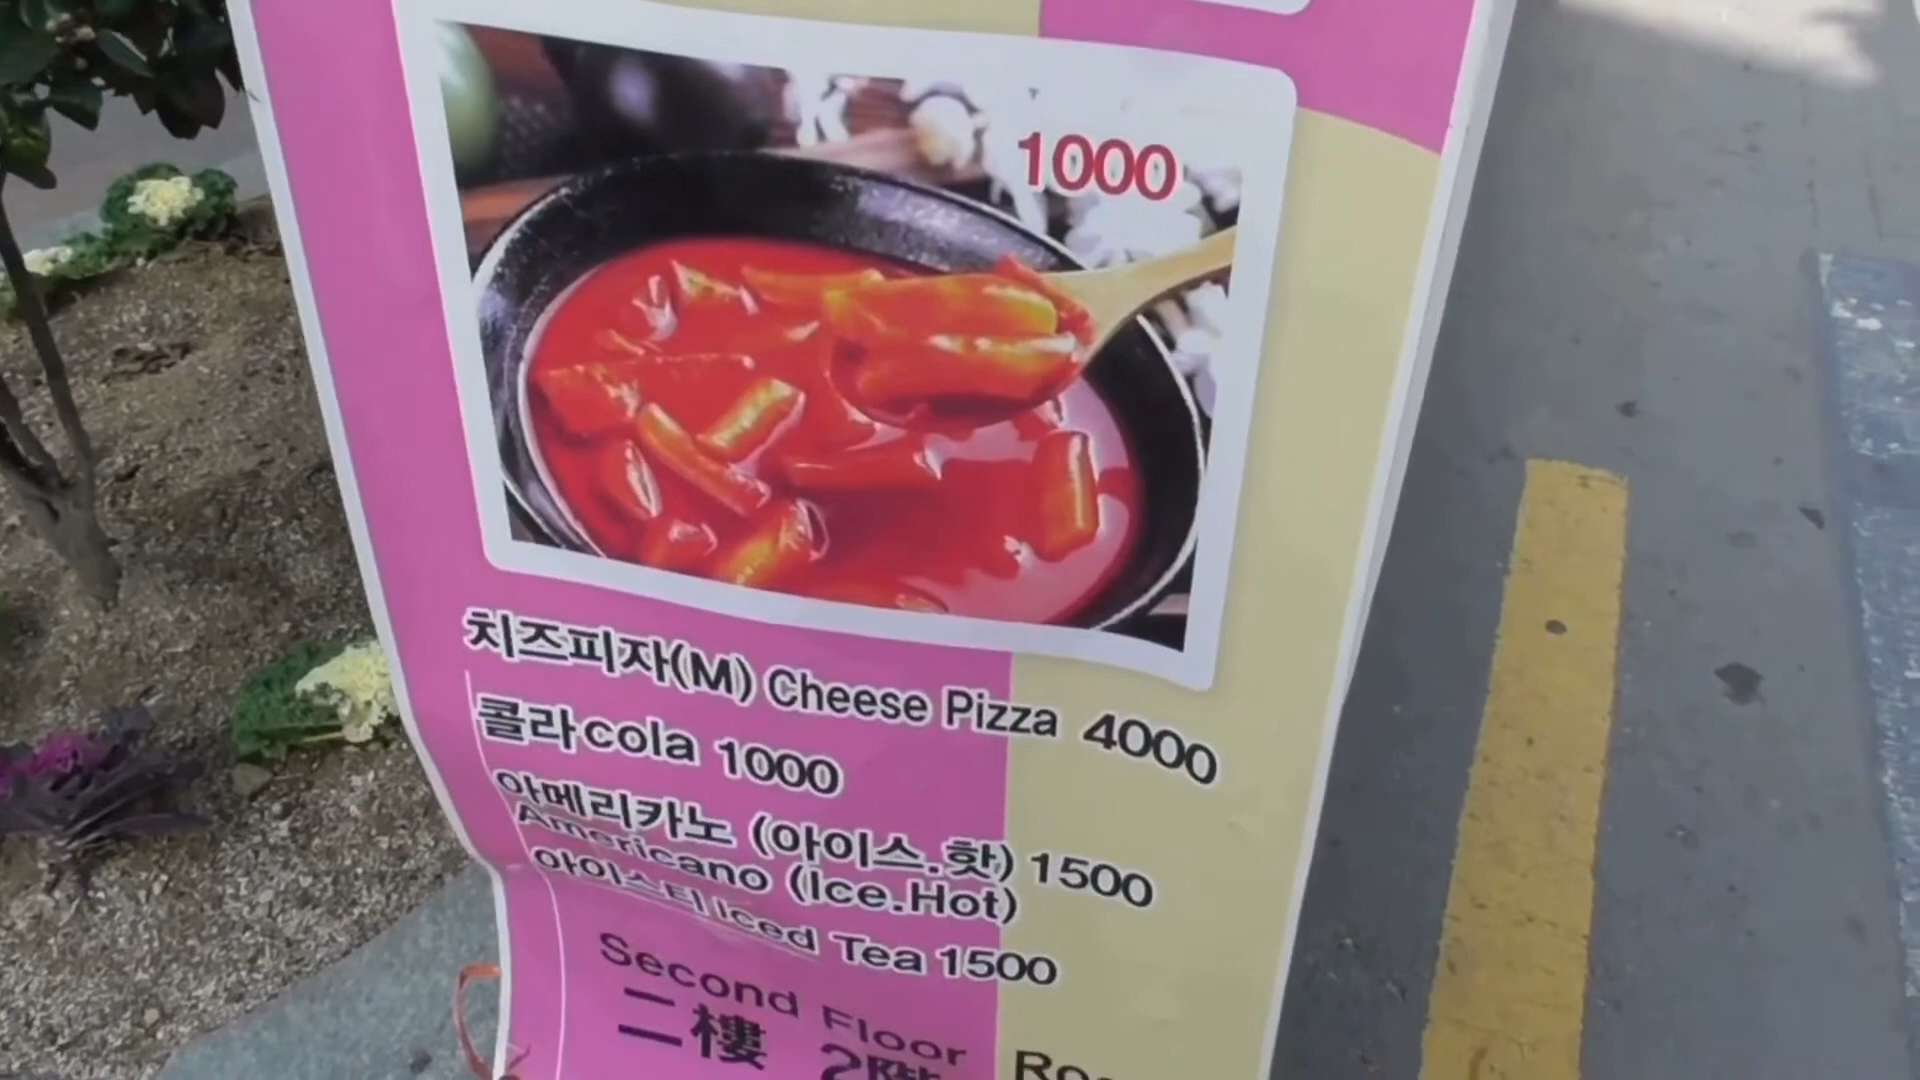 1000
치즈피자(M) Cheese Pizza 4000
콜라cola 1000
아메리카노 (아이스.핫) 1500
Americano (Ice.Hot)
아이스티 Iced Tea 1500
Second Floor
二樓 2階